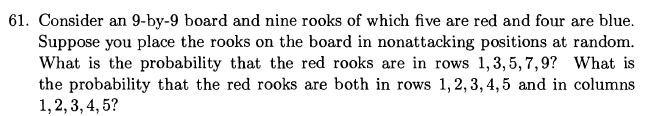 61. Consider an 9-by-9 board and nine rooks of which five are red and four are blue.
Suppose you place the rooks on the board in nonattacking positions at random.
What is the probability that the red rooks are in rows 1, 3, 5, 7, 9? What is
the probability that the red rooks are both in rows 1, 2, 3, 4, 5 and in columns
1, 2, 3, 4, 5?